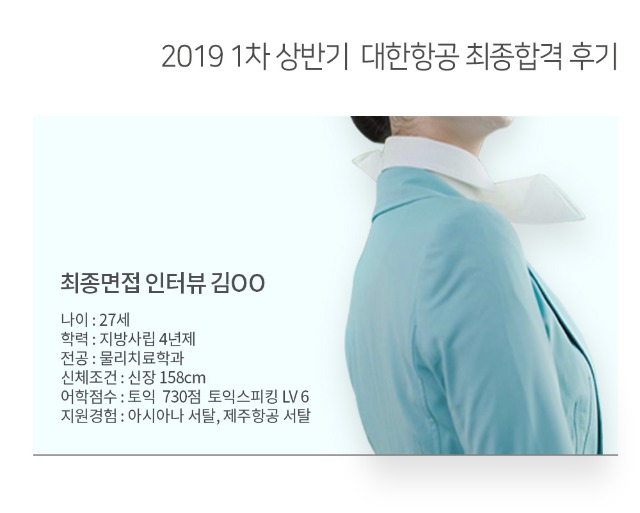 2019 1차 상반기 대한항공 최종합격 후기
최종면접 인터뷰 김OO
나이 : 27세
학력 : 지방사립 4년제
전공 : 물리치료학과
신체조건 : 신장 158cm
어학점수 : 토익 730점 토익스피킹 LV 6
지원경험 : 아시아나 서탈, 제주항공 서탈